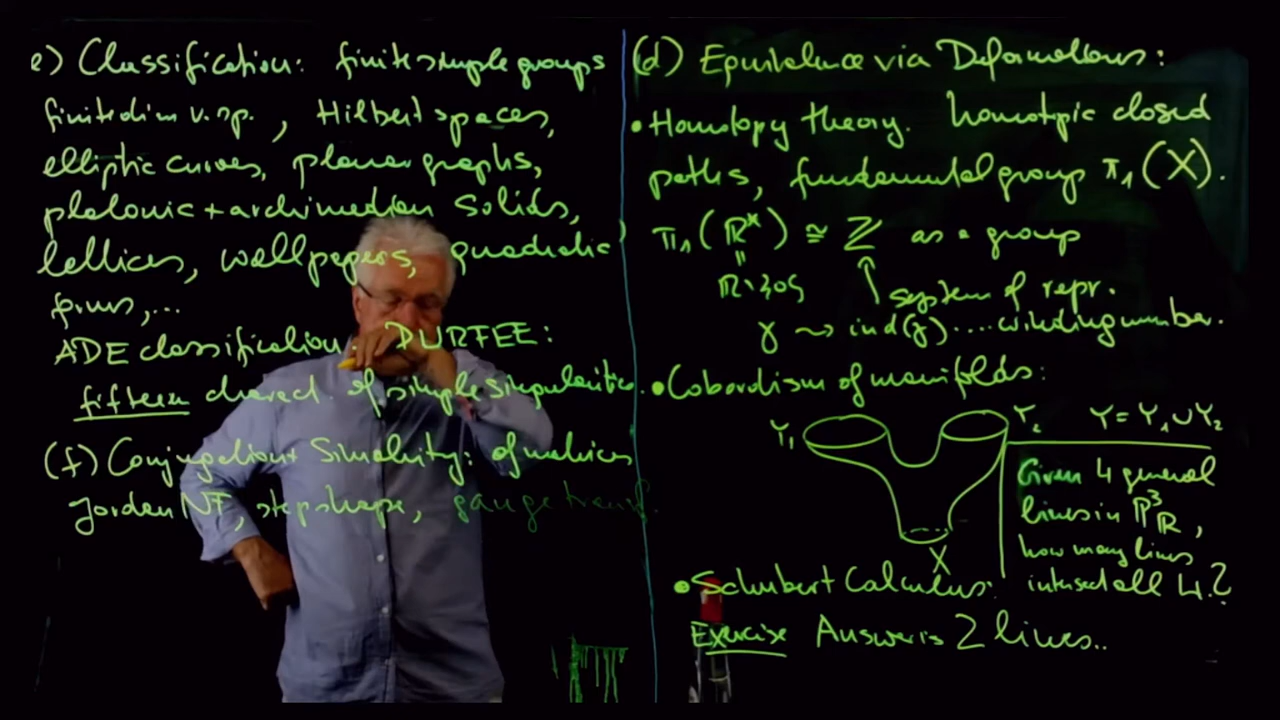 e) Classification: finite simple groups
finite dim v.sp., Hilbert spaces,
elliptic curves, planar graphs,
platonic + archimedian solids,
lattices, wallpapers, quadratic
forms,...
ADE classification. DURFEE:
fifteen charact. of simple singularities.
(f) Conjugation + Similarity: of matrices
Jordan NF, step shape, gauge transf.
(d) Equivalence via Deformations:
• Homotopy theory. homotopic closed
paths, fundamental group π₁(X).
π₁(ℝ*) ≅ ℤ as a group
ℝ\{0}
system of repr.
γ ⇝ ind(γ).... winding number.
• Cobordism of manifolds:
Y₁ Y₂ Y = Y₁ ∪ Y₂
X
Given 4 general
lines in ℙ³ℝ,
how many lines
intersect all 4?
• Schubert Calculus:
Exercise Answer is 2 lines..